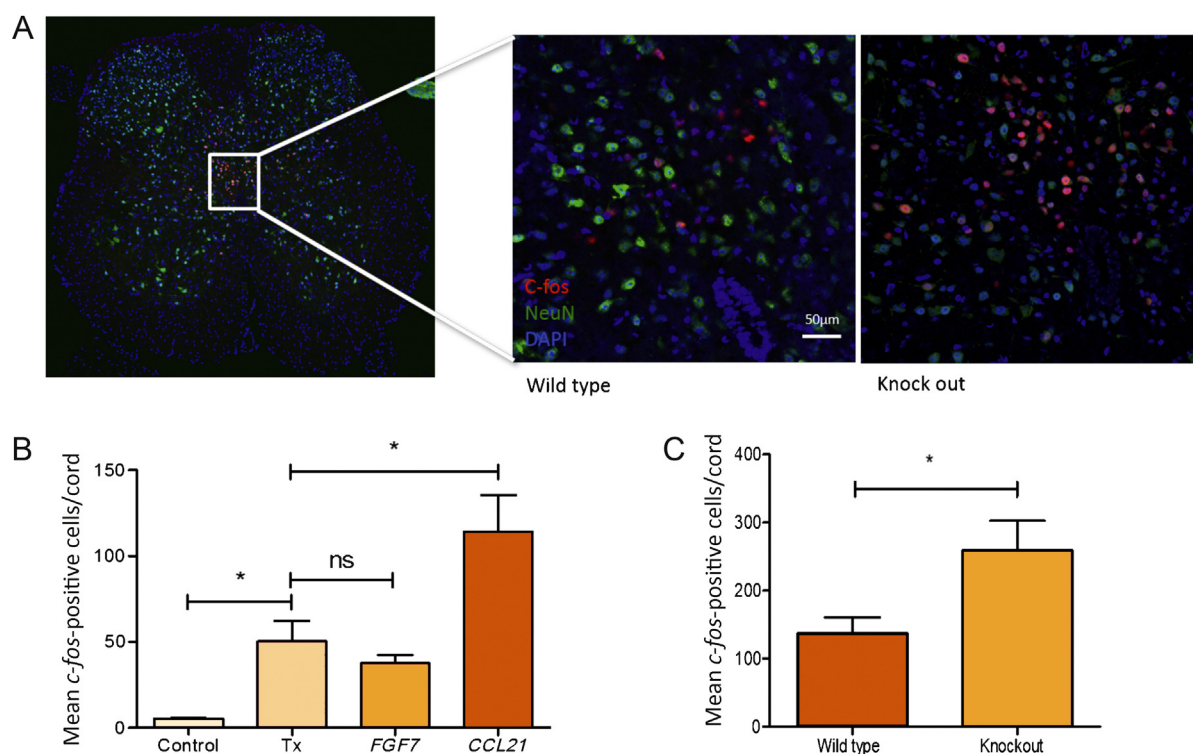 A
C-fos
NeuN
DAPI
50µm
Wild type
Knock out
B
Mean c-fos-positive cells/cord
150
100
50
0
*
ns
*
Control
Tx
FGF7
CCL21
C
Mean c-fos-positive cells/cord
400
300
200
100
0
*
Wild type
Knockout